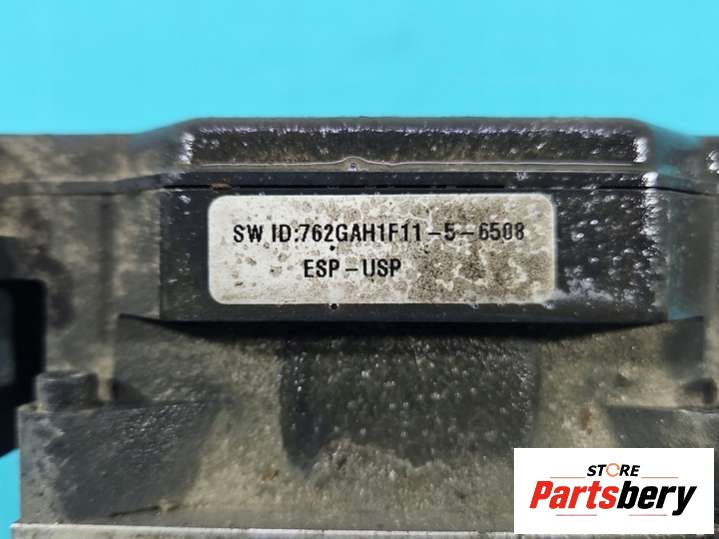 SW ID:762GAH1F11-5-6508
ESP-USP
STORE
Partsbery